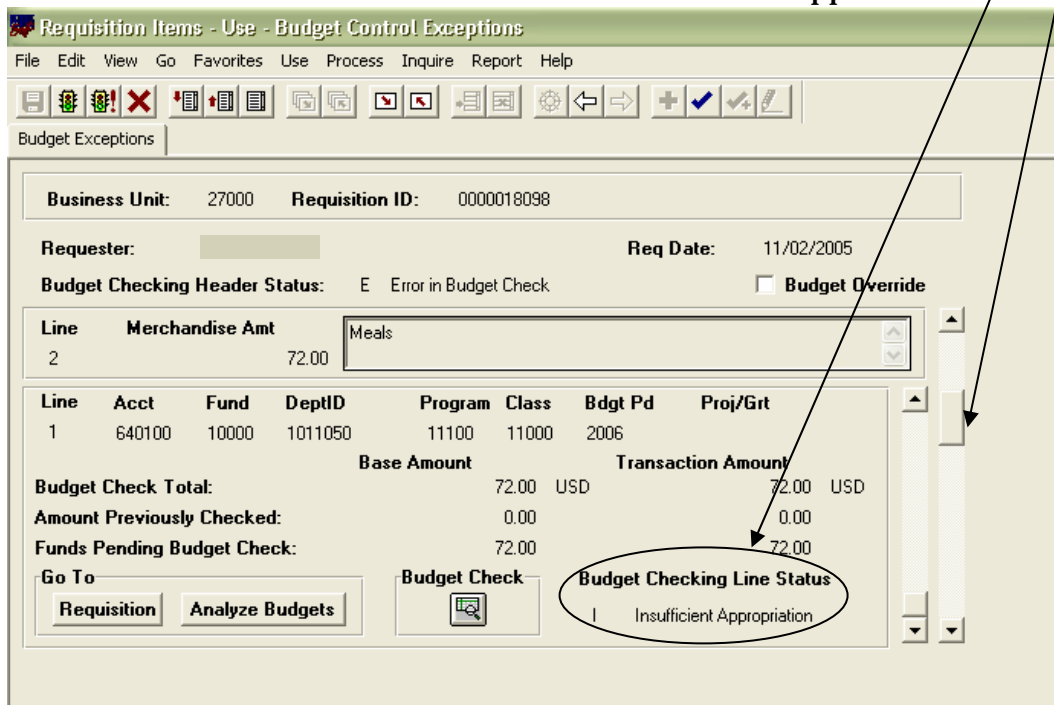 Requisition Items - Use - Budget Control Exceptions
File Edit View Go Favorites Use Process Inquire Report Help
Budget Exceptions
Business Unit: 27000 Requisition ID: 0000018098
Requester: Req Date: 11/02/2005
Budget Checking Header Status: E Error in Budget Check Budget Override
Line Merchandise Amt Meals
2 72.00
Line Acct Fund DeptID Program Class Bdgt Pd Proj/Grt
1 640100 10000 1011050 11100 11000 2006
Base Amount Transaction Amount
Budget Check Total: 72.00 USD 72.00 USD
Amount Previously Checked: 0.00 0.00
Funds Pending Budget Check: 72.00 72.00
Go To Budget Check Budget Checking Line Status
Requisition Analyze Budgets I Insufficient Appropriation